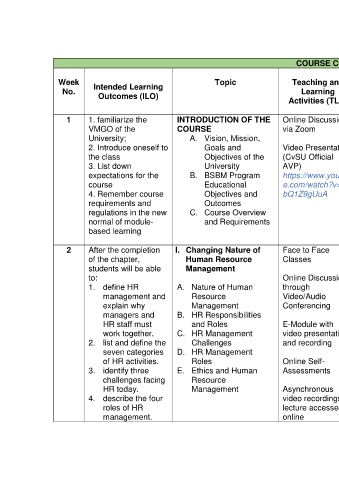 COURSE C
Week
No.
Intended Learning
Outcomes (ILO)
Topic
Teaching an
Learning
Activities (TL
1
1. familiarize the
VMGO of the
University;
2. Introduce oneself to
the class
3. List down
expectations for the
course
4. Remember course
requirements and
regulations in the new
normal of module-
based learning
INTRODUCTION OF THE
COURSE
A. Vision, Mission,
Goals and
Objectives of the
University
B. BSBM Program
Educational
Objectives and
Outcomes
C. Course Overview
and Requirements
Online Discussi
via Zoom
Video Presentat
(CvSU Official
AVP)
https://www.you
e.com/watch?v=
bQ1Z9gUuA
2
After the completion
of the chapter,
students will be able
to:
1. define HR
management and
explain why
managers and
HR staff must
work together.
2. list and define the
seven categories
of HR activities.
3. identify three
challenges facing
HR today.
4. describe the four
roles of HR
management.
I. Changing Nature of
Human Resource
Management
A. Nature of Human
Resource
Management
B. HR Responsibilities
and Roles
C. HR Management
Challenges
D. HR Management
Roles
E. Ethics and Human
Resource
Management
Face to Face
Classes
Online Discussi
through
Video/Audio
Conferencing
E-Module with
video presentati
and recording
Online Self-
Assessments
Asynchronous
video recordings
lecture accesse
online